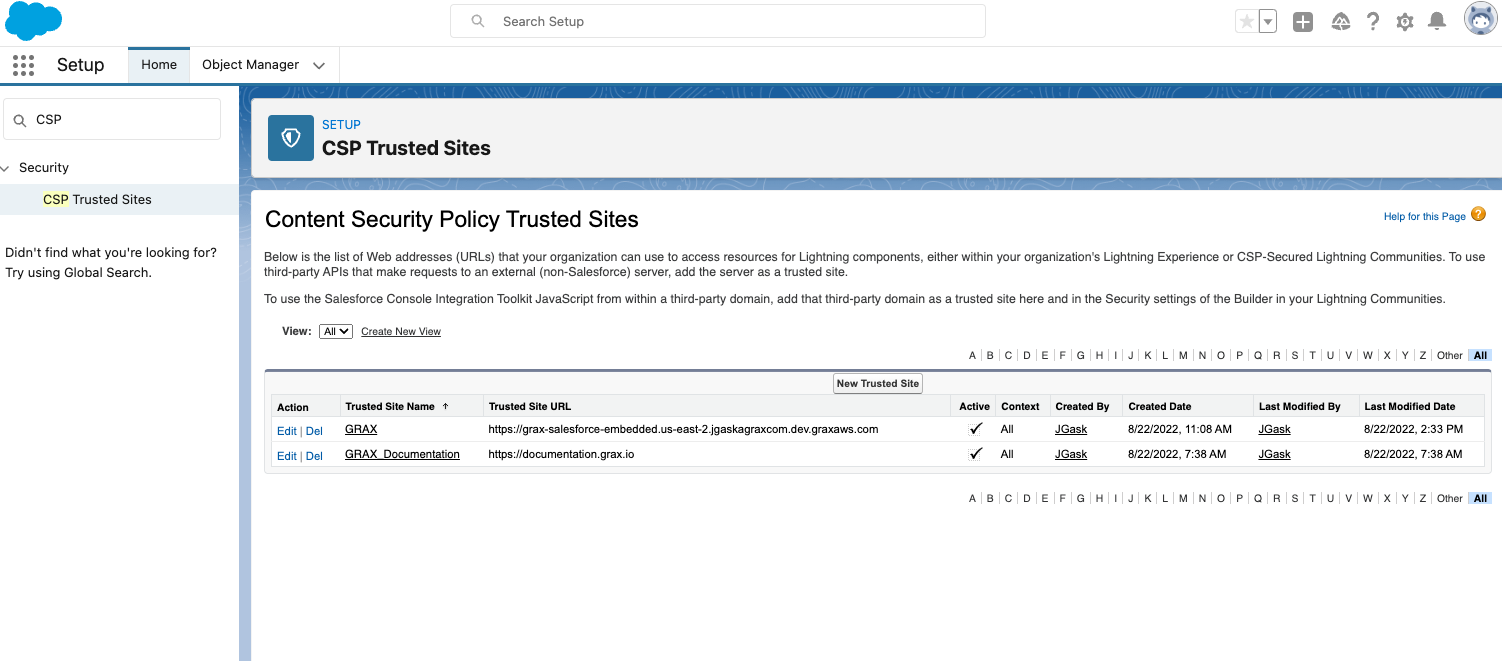 Search Setup
Setup
Home
Object Manager
CSP
Security
CSP Trusted Sites
Didn't find what you're looking for?
Try using Global Search.
SETUP
CSP Trusted Sites
Content Security Policy Trusted Sites
Help for this Page ?
Below is the list of Web addresses (URLs) that your organization can use to access resources for Lightning components, either within your organization's Lightning Experience or CSP-Secured Lightning Communities. To use
third-party APIs that make requests to an external (non-Salesforce) server, add the server as a trusted site.
To use the Salesforce Console Integration Toolkit JavaScript from within a third-party domain, add that third-party domain as a trusted site here and in the Security settings of the Builder in your Lightning Communities.
View: All Create New View
A | B | C | D | E | F | G | H | I | J | K | L | M | N | O | P | Q | R | S | T | U | V | W | X | Y | Z | Other | All
New Trusted Site
Action Trusted Site Name ↑ Trusted Site URL Active Context Created By Created Date Last Modified By Last Modified Date
Edit | Del GRAX https://grax-salesforce-embedded.us-east-2.jgaskagraxcom.dev.graxaws.com ✓ All JGask 8/22/2022, 11:08 AM JGask 8/22/2022, 2:33 PM
Edit | Del GRAX_Documentation https://documentation.grax.io ✓ All JGask 8/22/2022, 7:38 AM JGask 8/22/2022, 7:38 AM
A | B | C | D | E | F | G | H | I | J | K | L | M | N | O | P | Q | R | S | T | U | V | W | X | Y | Z | Other | All